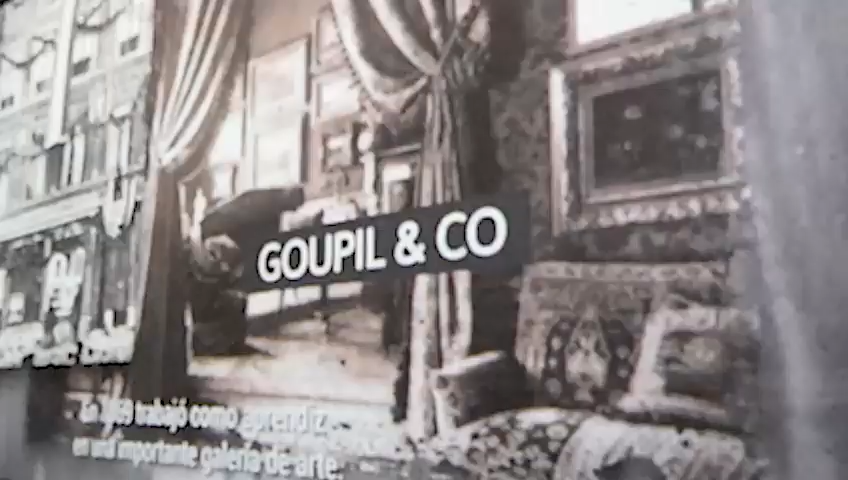 GOUPIL & CO
En 1869 trabajó como aprendiz
en una importante galería de arte.